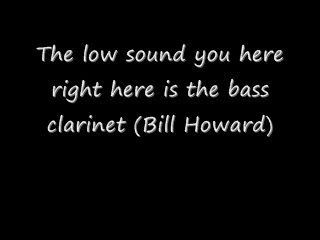 The low sound you here
right here is the bass
clarinet (Bill Howard)